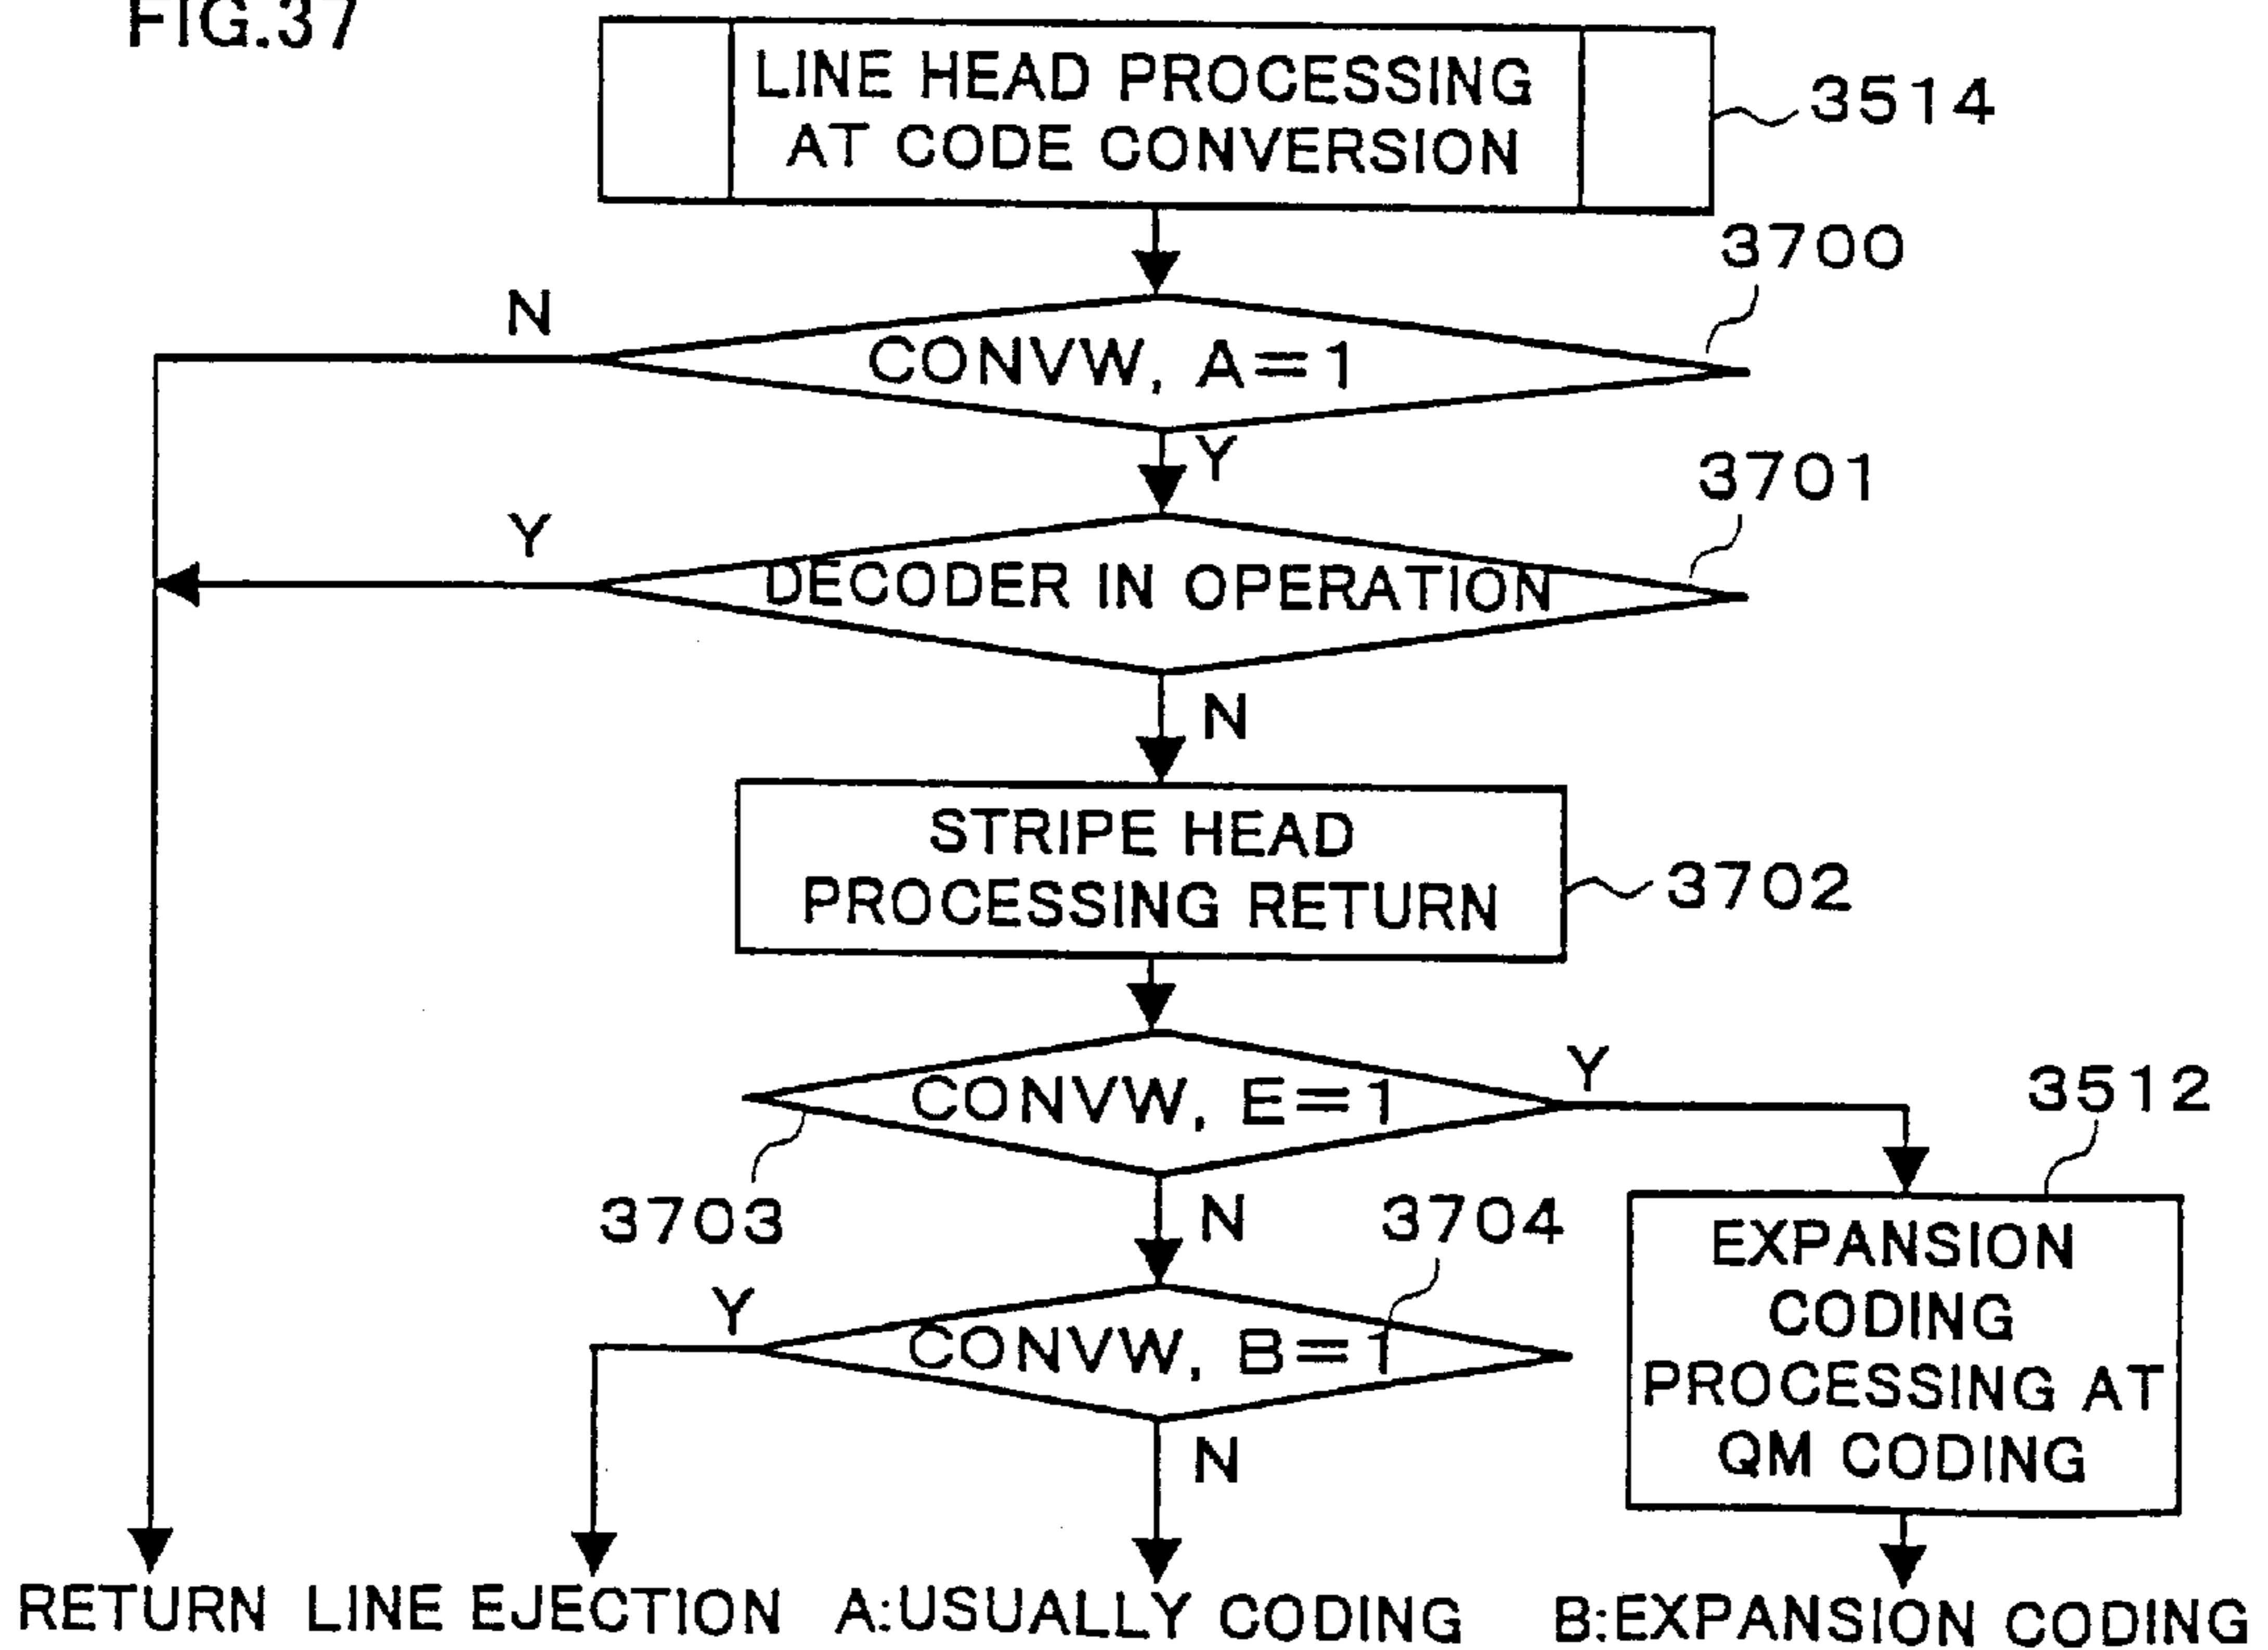 FIG.37
LINE HEAD PROCESSING
AT CODE CONVERSION
3514
3700
N
CONVW, A=1
Y
3701
Y
DECODER IN OPERATION
N
STRIPE HEAD
PROCESSING RETURN
3702
CONVW, E=1
Y
3512
3703
N
3704
EXPANSION
CODING
PROCESSING AT
QM CODING
Y
CONVW, B=1
N
RETURN LINE EJECTION A:USUALLY CODING B:EXPANSION CODING